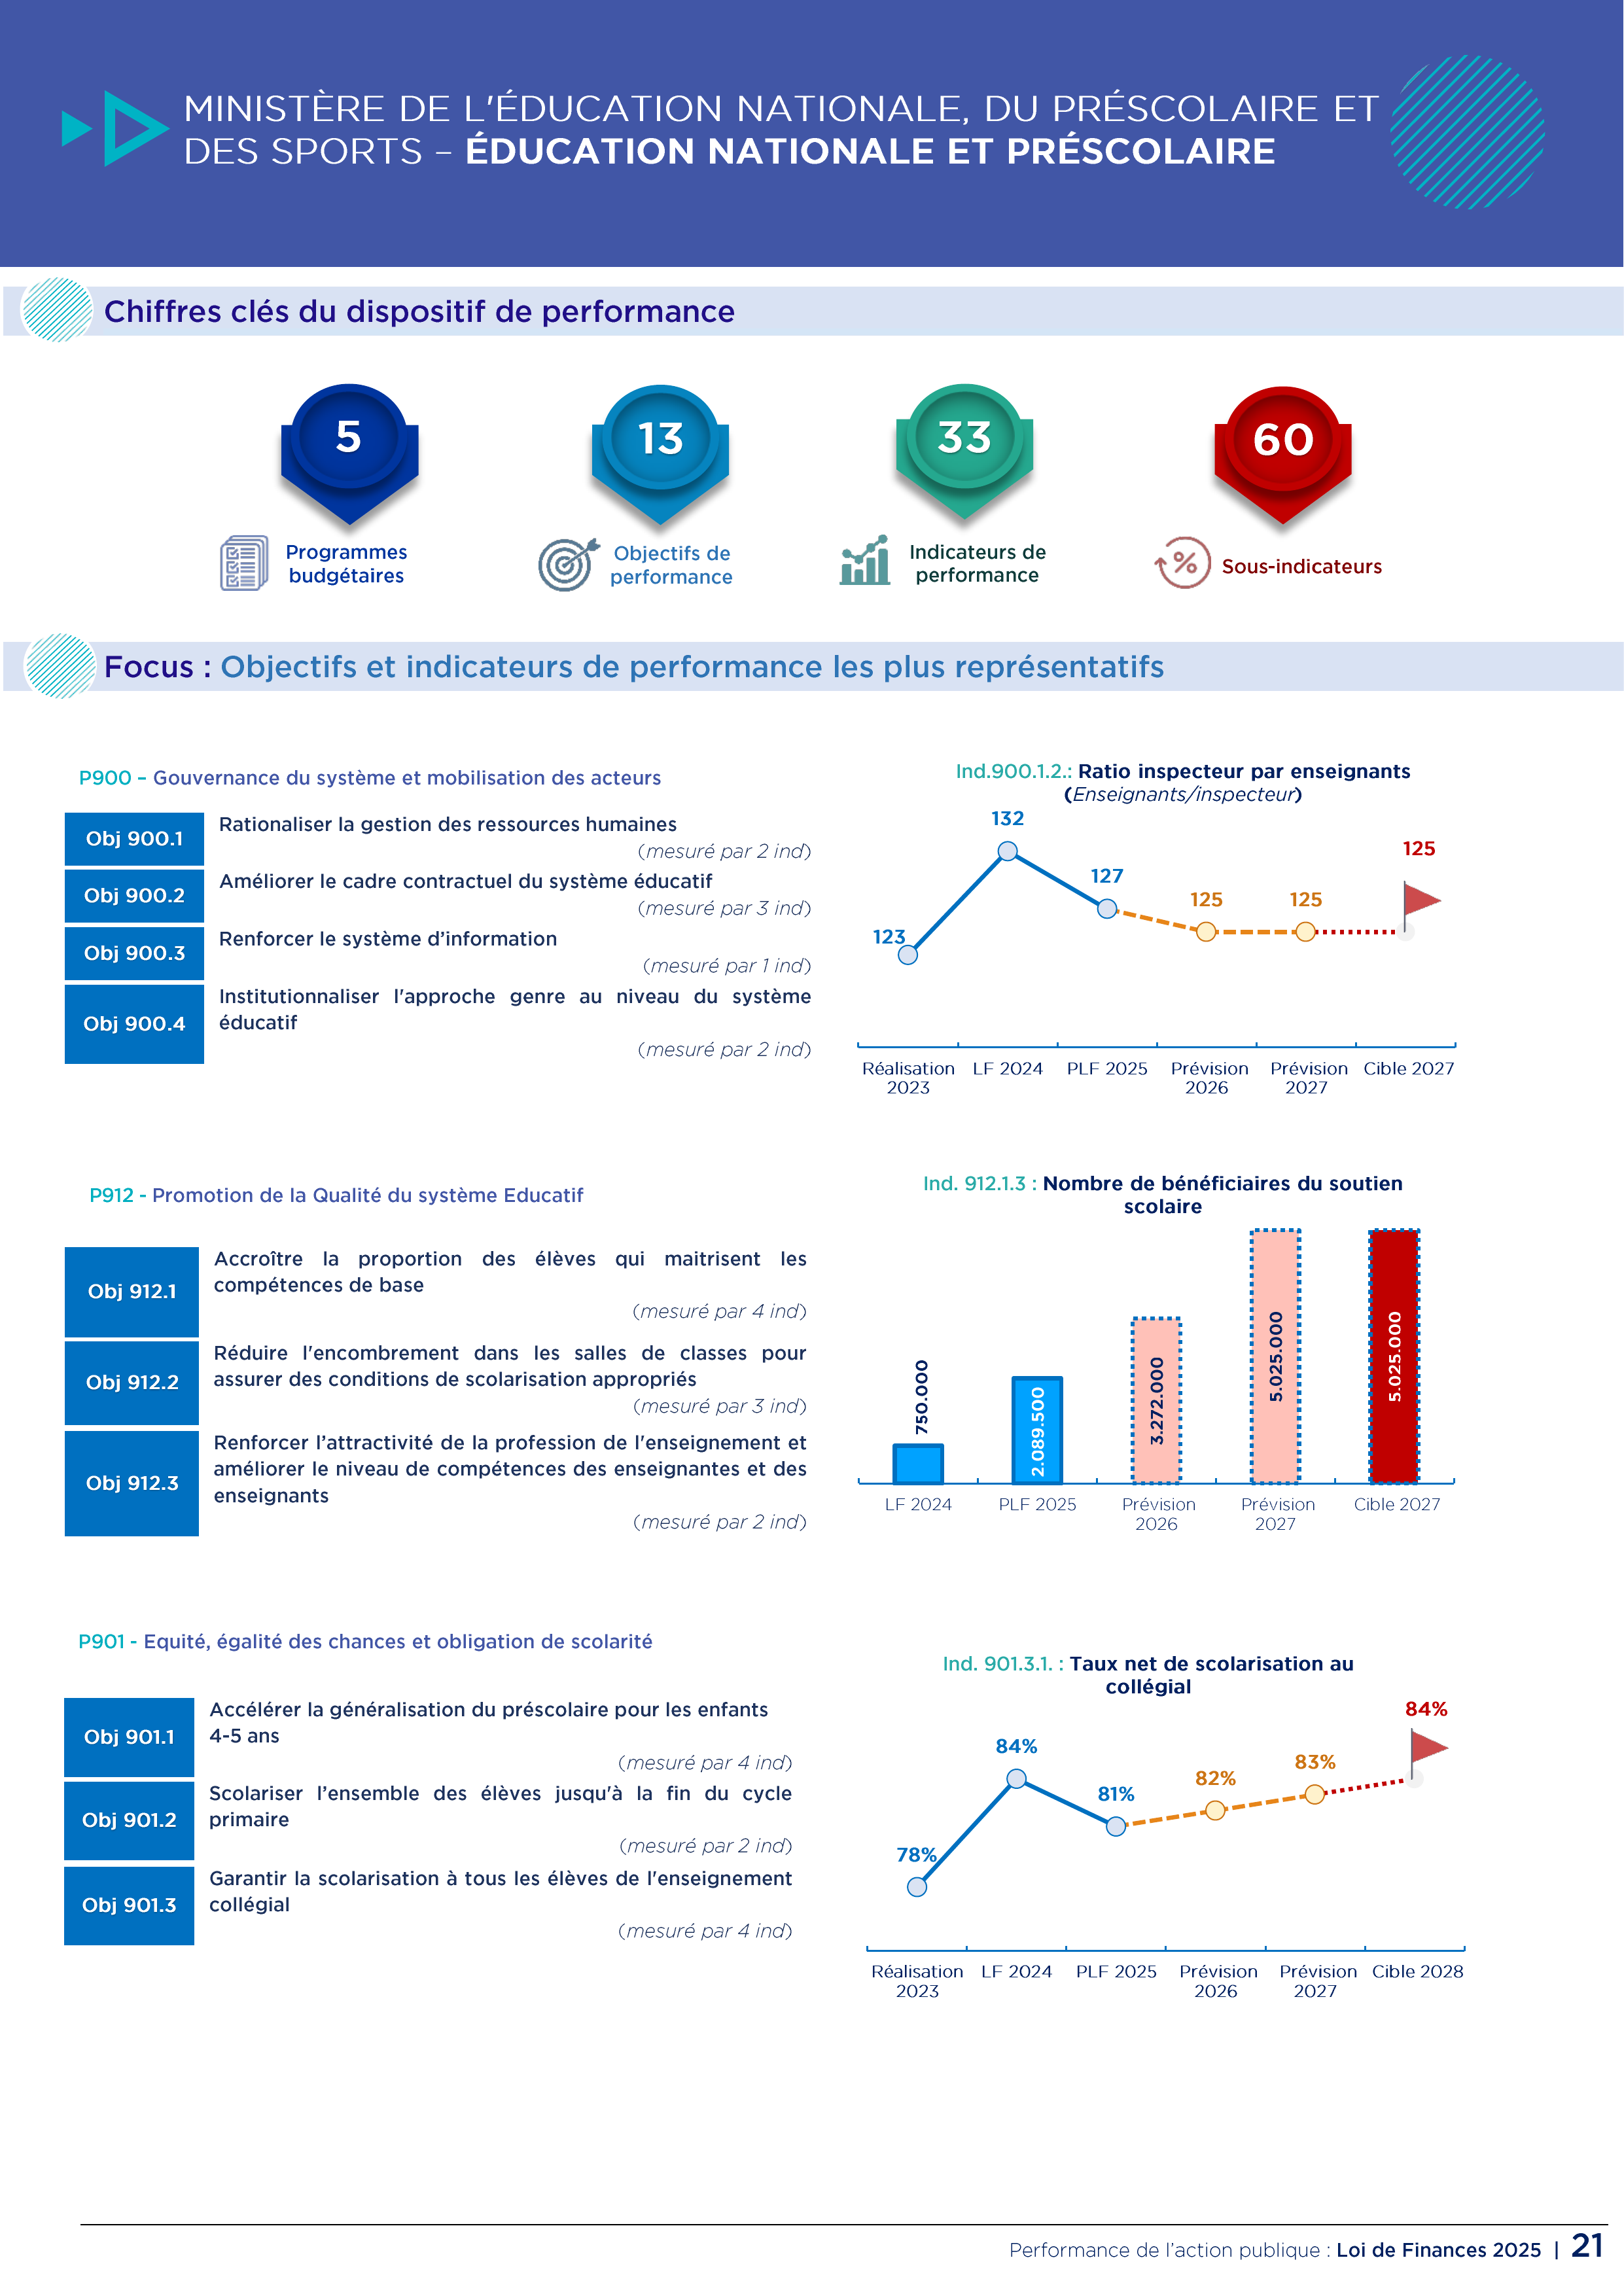 MINISTÈRE DE L'ÉDUCATION NATIONALE, DU PRÉSCOLAIRE ET
DES SPORTS – ÉDUCATION NATIONALE ET PRÉSCOLAIRE
Chiffres clés du dispositif de performance
5
13
33
60
Programmes
budgétaires
Objectifs de
performance
Indicateurs de
performance
%
Sous-indicateurs
Focus : Objectifs et indicateurs de performance les plus représentatifs
P900 – Gouvernance du système et mobilisation des acteurs
Obj 900.1
Rationaliser la gestion des ressources humaines
(mesuré par 2 ind)
Obj 900.2
Améliorer le cadre contractuel du système éducatif
(mesuré par 3 ind)
Obj 900.3
Renforcer le système d’information
(mesuré par 1 ind)
Obj 900.4
Institutionnaliser l'approche genre au niveau du système
éducatif
(mesuré par 2 ind)
Ind.900.1.2.: Ratio inspecteur par enseignants
(Enseignants/inspecteur)
123
132
127
125
125
125
Réalisation
2023
LF 2024
PLF 2025
Prévision
2026
Prévision
2027
Cible 2027
P912 - Promotion de la Qualité du système Educatif
Obj 912.1
Accroître la proportion des élèves qui maitrisent les
compétences de base
(mesuré par 4 ind)
Obj 912.2
Réduire l'encombrement dans les salles de classes pour
assurer des conditions de scolarisation appropriés
(mesuré par 3 ind)
Obj 912.3
Renforcer l’attractivité de la profession de l'enseignement et
améliorer le niveau de compétences des enseignantes et des
enseignants
(mesuré par 2 ind)
Ind. 912.1.3 : Nombre de bénéficiaires du soutien
scolaire
750.000
2.089.500
3.272.000
5.025.000
5.025.000
LF 2024
PLF 2025
Prévision
2026
Prévision
2027
Cible 2027
P901 - Equité, égalité des chances et obligation de scolarité
Obj 901.1
Accélérer la généralisation du préscolaire pour les enfants
4-5 ans
(mesuré par 4 ind)
Obj 901.2
Scolariser l’ensemble des élèves jusqu'à la fin du cycle
primaire
(mesuré par 2 ind)
Obj 901.3
Garantir la scolarisation à tous les élèves de l'enseignement
collégial
(mesuré par 4 ind)
Ind. 901.3.1. : Taux net de scolarisation au
collégial
78%
84%
81%
82%
83%
84%
Réalisation
2023
LF 2024
PLF 2025
Prévision
2026
Prévision
2027
Cible 2028
Performance de l’action publique : Loi de Finances 2025 | 21